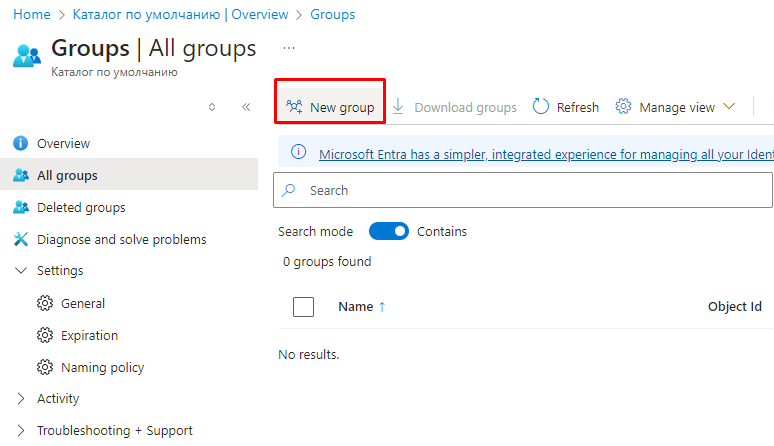 Home > Каталог по умолчанию | Overview > Groups
Groups | All groups ...
Каталог по умолчанию
New group
Download groups
Refresh
Manage view
Microsoft Entra has a simpler, integrated experience for managing all your Ident
Overview
All groups
Deleted groups
Diagnose and solve problems
Settings
General
Expiration
Naming policy
Activity
Troubleshooting + Support
Search
Search mode
Contains
0 groups found
Name ↑
Object Id
No results.